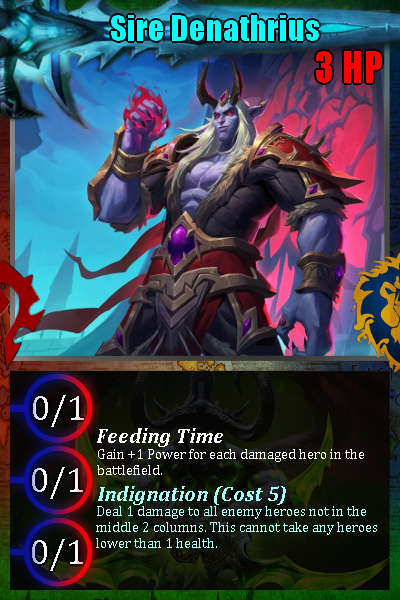 Sire Denathrius
3 HP
0/1
Feeding Time
Gain +1 Power for each damaged hero in the
battlefield.
0/1
Indignation (Cost 5)
Deal 1 damage to all enemy heroes not in the
middle 2 columns. This cannot take any heroes
lower than 1 health.
0/1